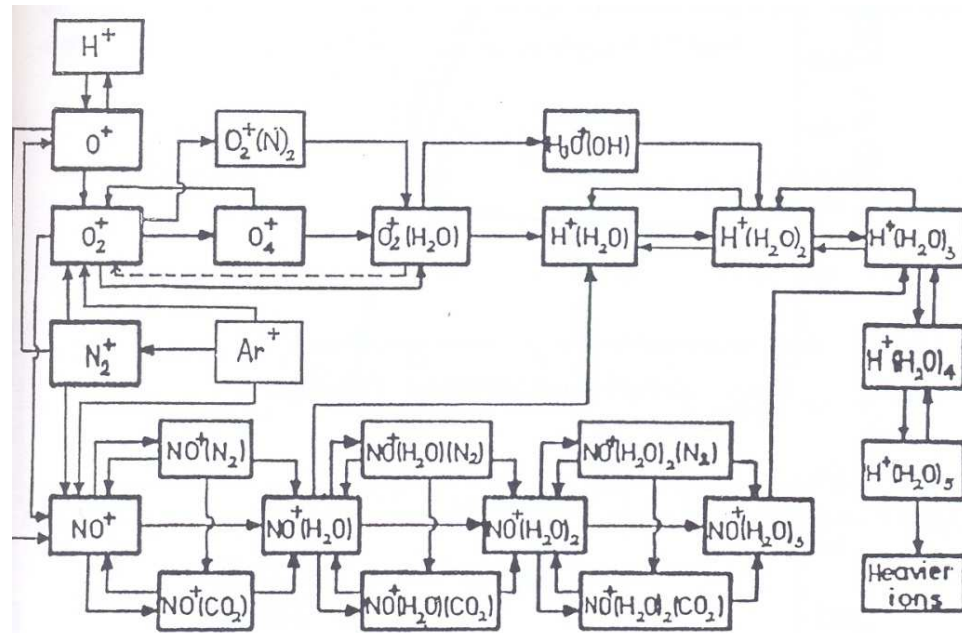 H⁺
O⁺
O₂⁺(N)₂
H₃O⁺(OH)
O₂⁺
O₄⁺
O₂⁺(H₂O)
H⁺(H₂O)
H⁺(H₂O)₂
H⁺(H₂O)₃
N₂⁺
Ar⁺
H⁺(H₂O)₄
NO⁺(N₂)
NO⁺(H₂O)(N₂)
NO⁺(H₂O)₂(N₂)
H⁺(H₂O)₅
NO⁺
NO⁺(H₂O)
NO⁺(H₂O)₂
NO⁺(H₂O)₃
NO⁺(CO₂)
NO⁺(H₂O)(CO₂)
NO⁺(H₂O)₂(CO₂)
Heavier
ions